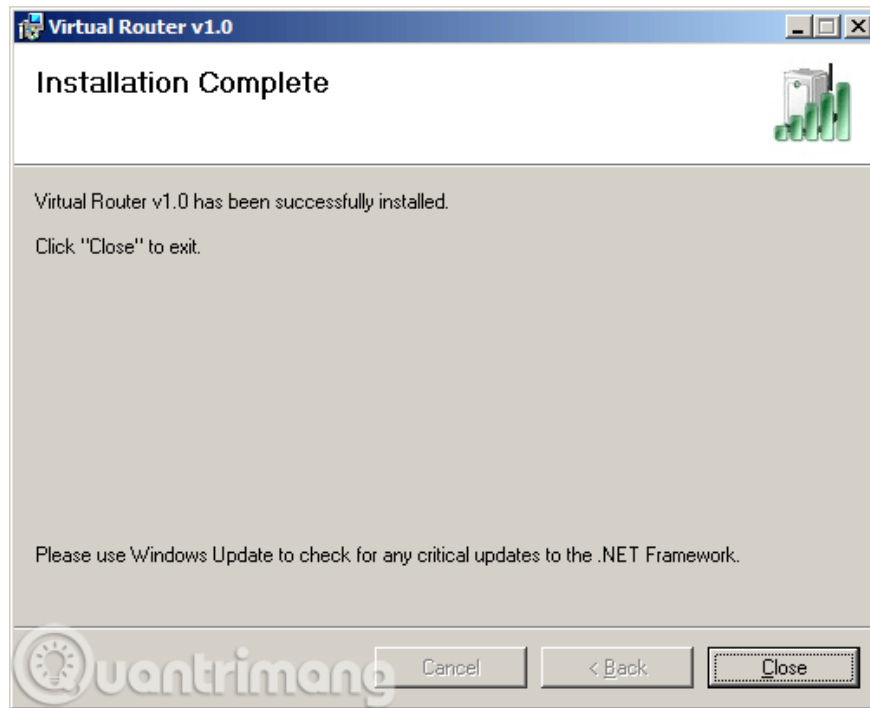 Virtual Router v1.0
Installation Complete
Virtual Router v1.0 has been successfully installed.
Click "Close" to exit.
Please use Windows Update to check for any critical updates to the .NET Framework.
Quantrimang
Cancel
< Back
Close